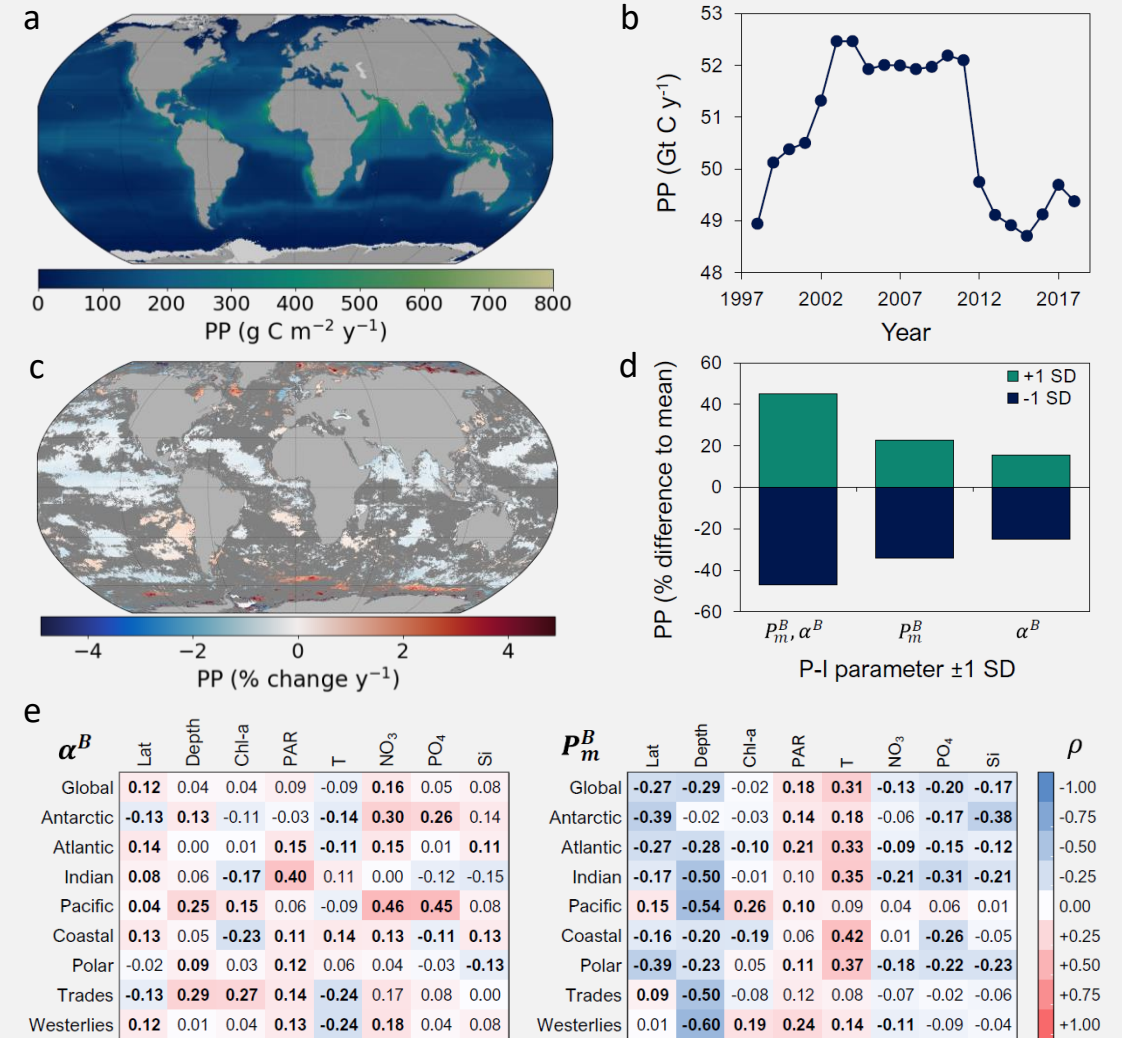 a
0 100 200 300 400 500 600 700 800
PP (g C m⁻² y⁻¹)
b
PP (Gt C y⁻¹)
53
52
51
50
49
48
1997 2002 2007 2012 2017
Year
c
−4 −2 0 2 4
PP (% change y⁻¹)
d
PP (% difference to mean)
60
40
20
0
-20
-40
-60
+1 SD
-1 SD
P_m^B, α^B P_m^B α^B
P-I parameter ±1 SD
e
α^B Lat Depth Chl-a PAR T NO₃ PO₄ Si
Global 0.12 0.04 0.04 0.09 -0.09 0.16 0.05 0.08
Antarctic -0.13 0.13 -0.11 -0.03 -0.14 0.30 0.26 0.14
Atlantic 0.14 0.00 0.01 0.15 -0.11 0.15 0.01 0.11
Indian 0.08 0.06 -0.17 0.40 0.11 0.00 -0.12 -0.15
Pacific 0.04 0.25 0.15 0.06 -0.09 0.46 0.45 0.08
Coastal 0.13 0.05 -0.23 0.11 0.14 0.13 -0.11 0.13
Polar -0.02 0.09 0.03 0.12 0.06 0.04 -0.03 -0.13
Trades -0.13 0.29 0.27 0.14 -0.24 0.17 0.08 0.00
Westerlies 0.12 0.01 0.04 0.13 -0.24 0.18 0.04 0.08
P_m^B Lat Depth Chl-a PAR T NO₃ PO₄ Si
Global -0.27 -0.29 -0.02 0.18 0.31 -0.13 -0.20 -0.17
Antarctic -0.39 -0.02 -0.03 0.14 0.18 -0.06 -0.17 -0.38
Atlantic -0.27 -0.28 -0.10 0.21 0.33 -0.09 -0.15 -0.12
Indian -0.17 -0.50 -0.01 0.10 0.35 -0.21 -0.31 -0.21
Pacific 0.15 -0.54 0.26 0.10 0.09 0.04 0.06 0.01
Coastal -0.16 -0.20 -0.19 0.06 0.42 0.01 -0.26 -0.05
Polar -0.39 -0.23 0.05 0.11 0.37 -0.18 -0.22 -0.23
Trades 0.09 -0.50 -0.08 0.12 0.08 -0.07 -0.02 -0.06
Westerlies 0.01 -0.60 0.19 0.24 0.14 -0.11 -0.09 -0.04
ρ
-1.00
-0.75
-0.50
-0.25
0.00
+0.25
+0.50
+0.75
+1.00